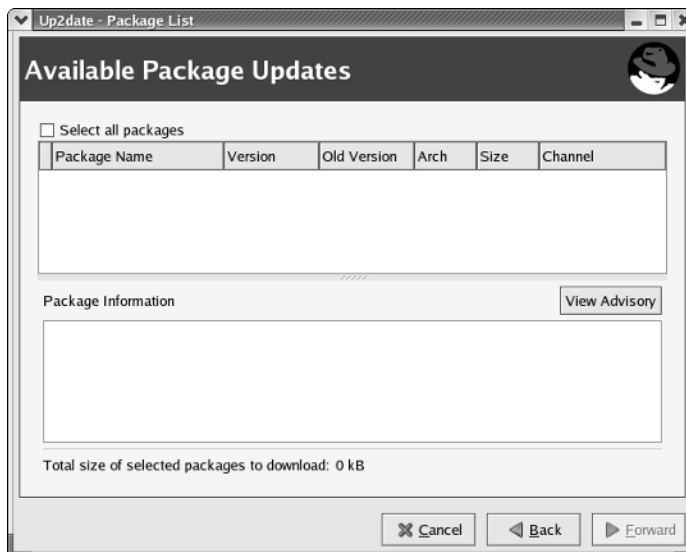 Up2date - Package List
Available Package Updates
Select all packages
Package Name Version Old Version Arch Size Channel
Package Information View Advisory
Total size of selected packages to download: 0 kB
Cancel Back Forward